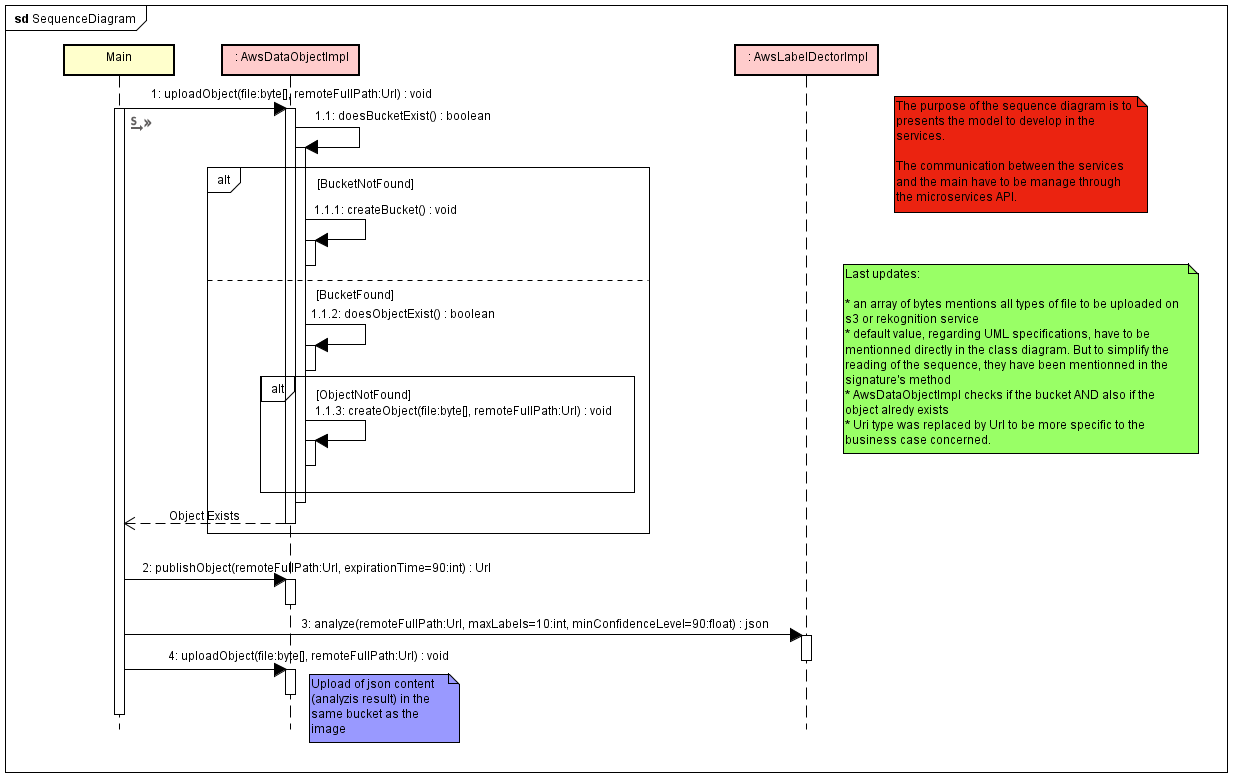 sd SequenceDiagram
Main
: AwsDataObjectImpl
: AwsLabelDectorImpl
1: uploadObject(file:byte[], remoteFullPath:Url) : void
S
1.1: doesBucketExist() : boolean
The purpose of the sequence diagram is to
presents the model to develop in the
services.
The communication between the services
and the main have to be manage through
the microservices API.
alt
[BucketNotFound]
1.1.1: createBucket() : void
[BucketFound]
1.1.2: doesObjectExist() : boolean
alt
[ObjectNotFound]
1.1.3: createObject(file:byte[], remoteFullPath:Url) : void
Last updates:
* an array of bytes mentions all types of file to be uploaded on
s3 or rekognition service
* default value, regarding UML specifications, have to be
mentionned directly in the class diagram. But to simplify the
reading of the sequence, they have been mentionned in the
signature's method
* AwsDataObjectImpl checks if the bucket AND also if the
object alredy exists
* Uri type was replaced by Url to be more specific to the
business case concerned.
Object Exists
2: publishObject(remoteFullPath:Url, expirationTime=90:int) : Url
3: analyze(remoteFullPath:Url, maxLabels=10:int, minConfidenceLevel=90:float) : json
4: uploadObject(file:byte[], remoteFullPath:Url) : void
Upload of json content
(analyzis result) in the
same bucket as the
image